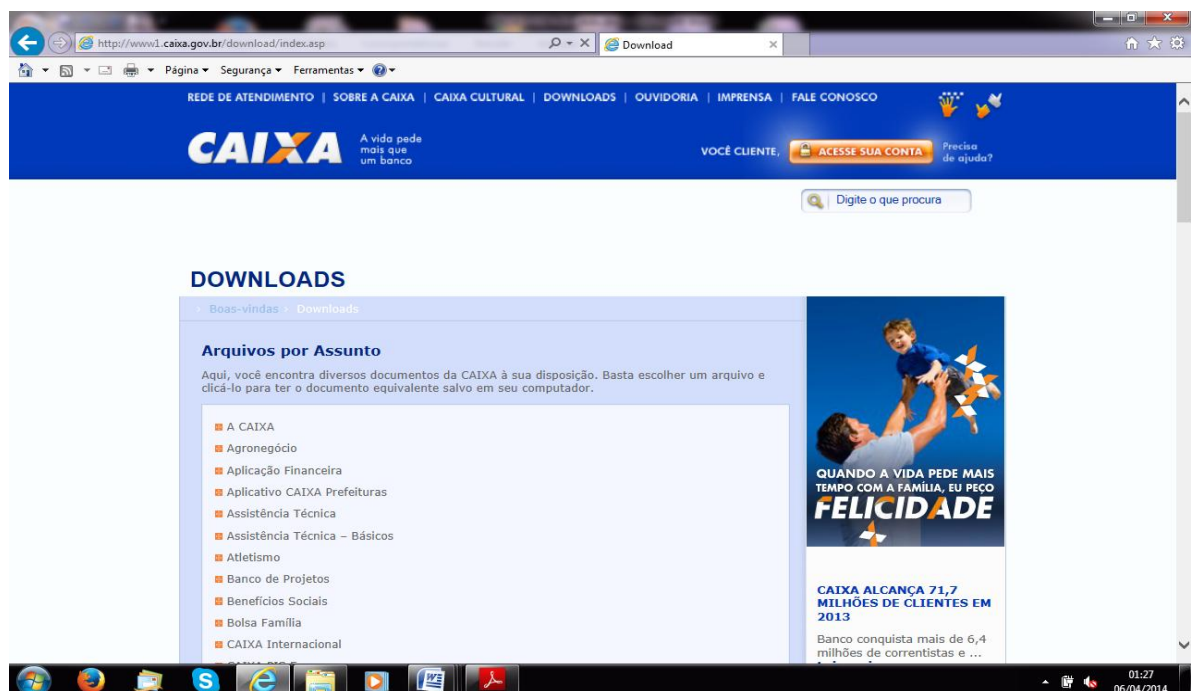 http://www1.caixa.gov.br/download/index.asp
Download
Página Segurança Ferramentas
REDE DE ATENDIMENTO | SOBRE A CAIXA | CAIXA CULTURAL | DOWNLOADS | OUVIDORIA | IMPRENSA | FALE CONOSCO
CAIXA
A vida pede
mais que
um banco
VOCÊ CLIENTE,
ACESSE SUA CONTA
Precisa
de ajuda?
Digite o que procura
DOWNLOADS
Boas-vindas > Downloads
Arquivos por Assunto
Aqui, você encontra diversos documentos da CAIXA à sua disposição. Basta escolher um arquivo e
clicá-lo para ter o documento equivalente salvo em seu computador.
A CAIXA
Agronegócio
Aplicação Financeira
Aplicativo CAIXA Prefeituras
Assistência Técnica
Assistência Técnica – Básicos
Atletismo
Banco de Projetos
Benefícios Sociais
Bolsa Família
CAIXA Internacional
QUANDO A VIDA PEDE MAIS
TEMPO COM A FAMÍLIA, EU PEÇO
FELICIDADE
CAIXA ALCANÇA 71,7
MILHÕES DE CLIENTES EM
2013
Banco conquista mais de 6,4
milhões de correntistas e ...
01:27
06/04/2014